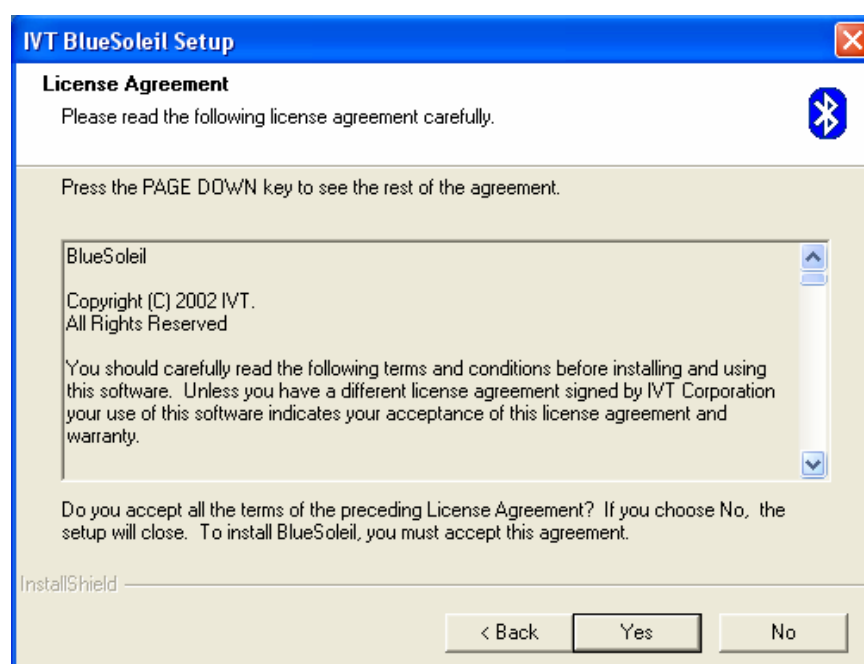 IVT BlueSoleil Setup
License Agreement
Please read the following license agreement carefully.
Press the PAGE DOWN key to see the rest of the agreement.
BlueSoleil
Copyright (C) 2002 IVT.
All Rights Reserved
You should carefully read the following terms and conditions before installing and using
this software.  Unless you have a different license agreement signed by IVT Corporation
your use of this software indicates your acceptance of this license agreement and
warranty.
Do you accept all the terms of the preceding License Agreement?  If you choose No,  the
setup will close.  To install BlueSoleil, you must accept this agreement.
InstallShield
< Back
Yes
No